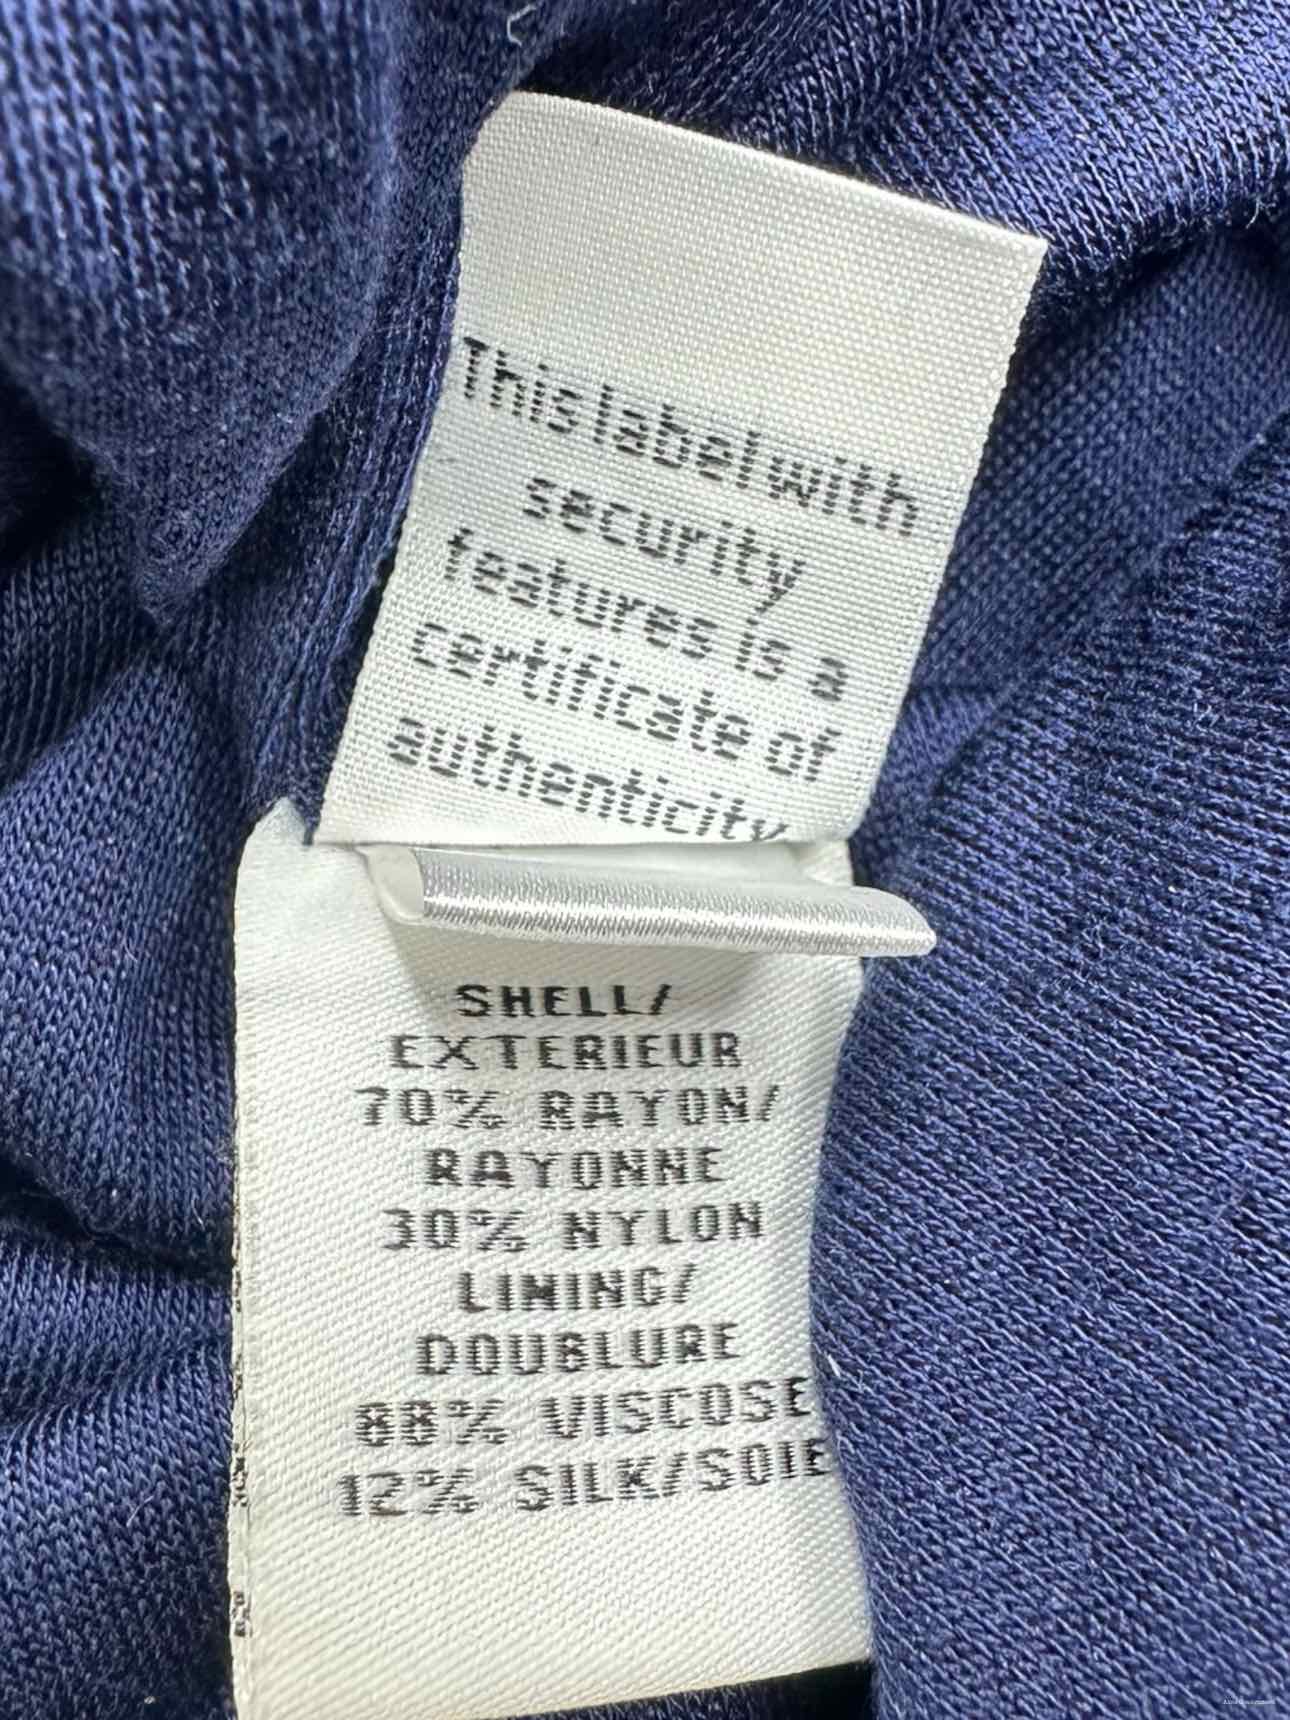 This label with
security
features is a
certificate of
authenticity
SHELL/
EXTERIEUR
70% RAYON/
RAYONNE
30% NYLON
LINING/
DOUBLURE
88% VISCOSE
12% SILK/SOIE